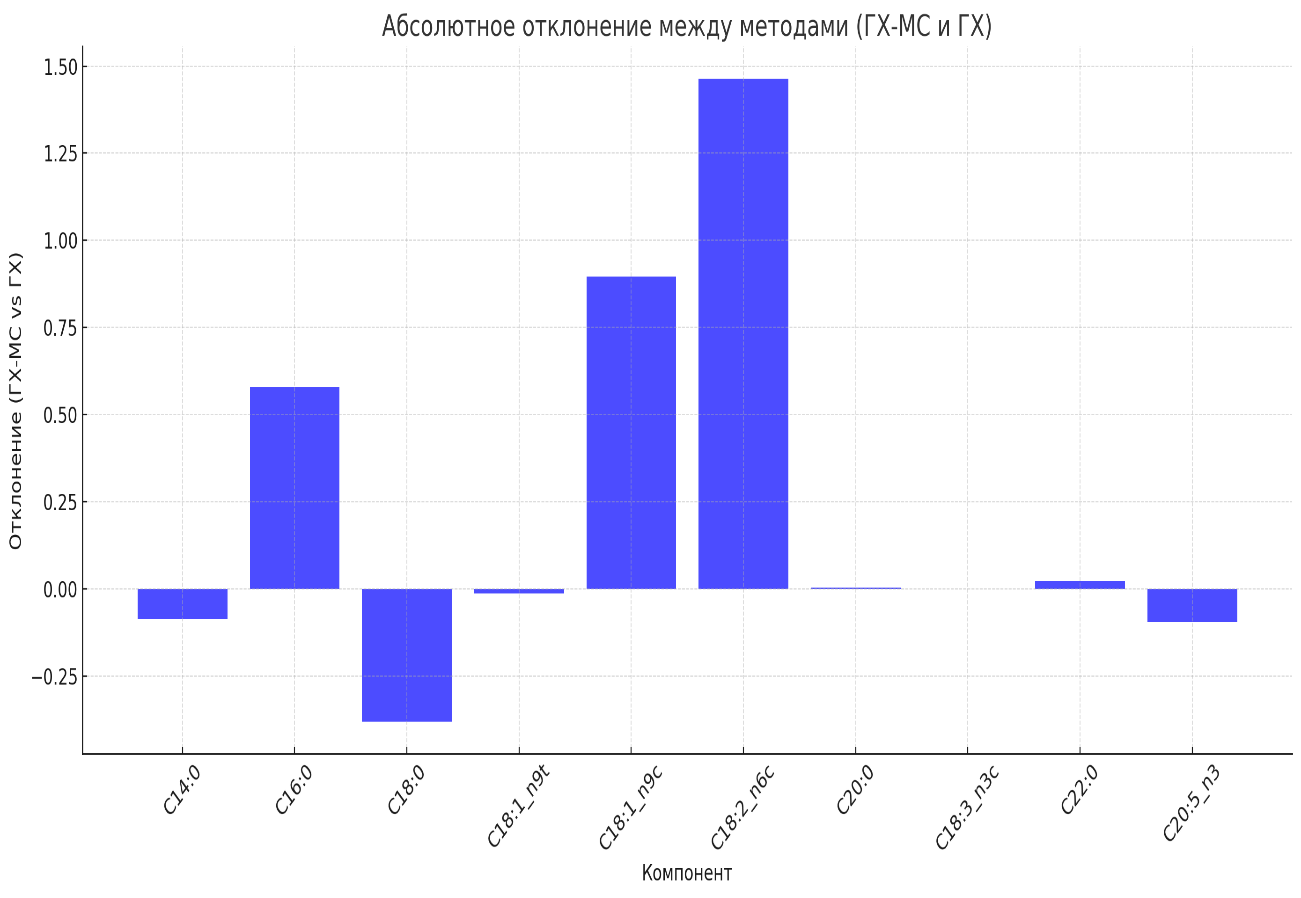 Абсолютное отклонение между методами (ГХ-МС и ГХ)
Отклонение (ГХ-МС vs ГХ)
1.50
1.25
1.00
0.75
0.50
0.25
0.00
−0.25
C14:0
C16:0
C18:0
C18:1_n9t
C18:1_n9c
C18:2_n6c
C20:0
C18:3_n3c
C22:0
C20:5_n3
Компонент